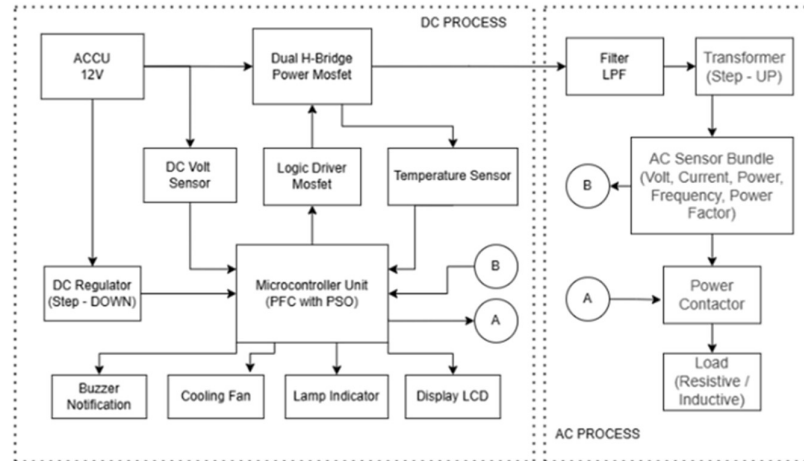 DC PROCESS
ACCU
12V
Dual H-Bridge
Power Mosfet
Filter
LPF
Transformer
(Step - UP)
DC Volt
Sensor
Logic Driver
Mosfet
Temperature Sensor
B
AC Sensor Bundle
(Volt, Current, Power,
Frequency, Power
Factor)
DC Regulator
(Step - DOWN)
Microcontroller Unit
(PFC with PSO)
B
A
A
Power
Contactor
Buzzer
Notification
Cooling Fan
Lamp Indicator
Display LCD
Load
(Resistive /
Inductive)
AC PROCESS